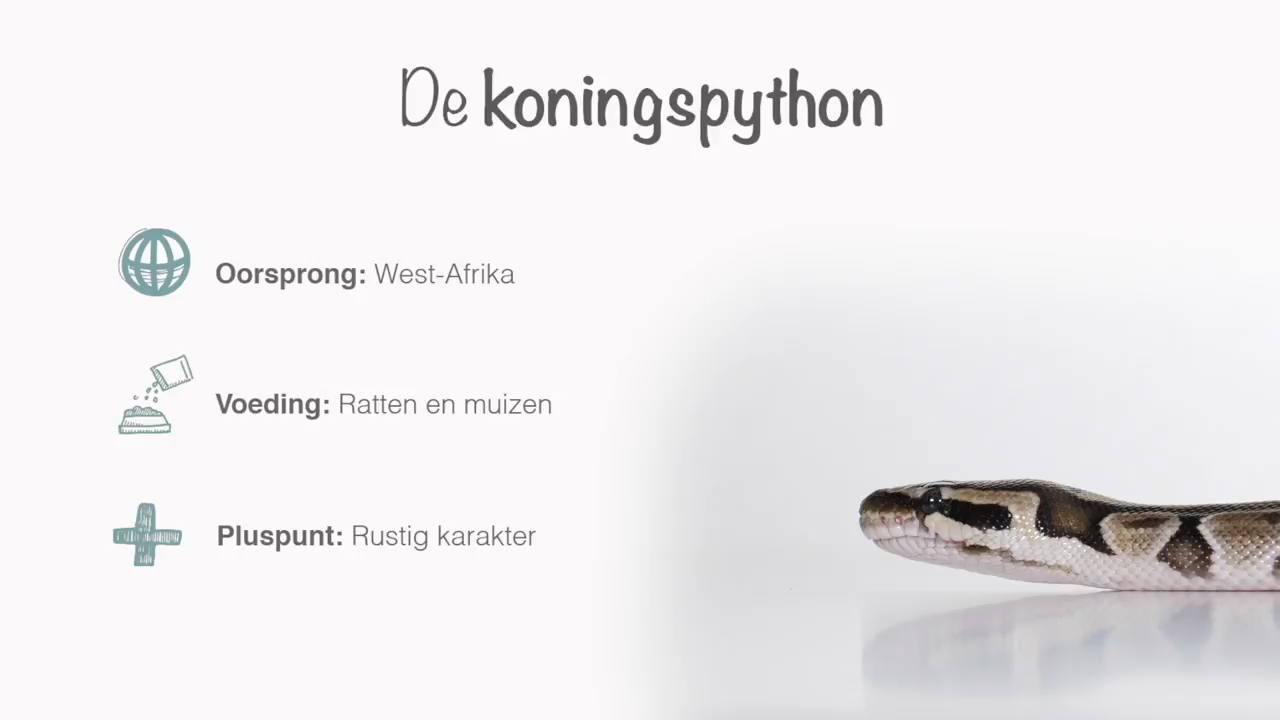 De koningspython
Oorsprong: West-Afrika
Voeding: Ratten en muizen
Pluspunt: Rustig karakter